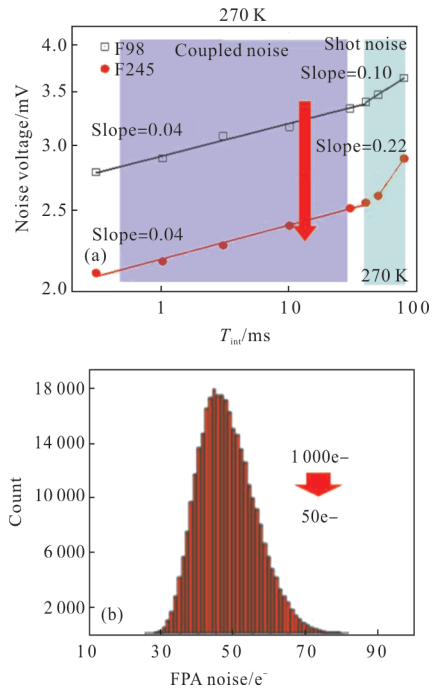 270 K
4.0
3.5
3.0
2.5
2.0
Noise voltage/mV
F98
F245
Coupled noise
Shot noise
Slope=0.10
Slope=0.04
Slope=0.22
Slope=0.04
(a)
270 K
1
10
100
T_int/ms
18 000
14 000
10 000
6 000
2 000
Count
1 000e−
50e−
(b)
10
30
50
70
90
FPA noise/e⁻